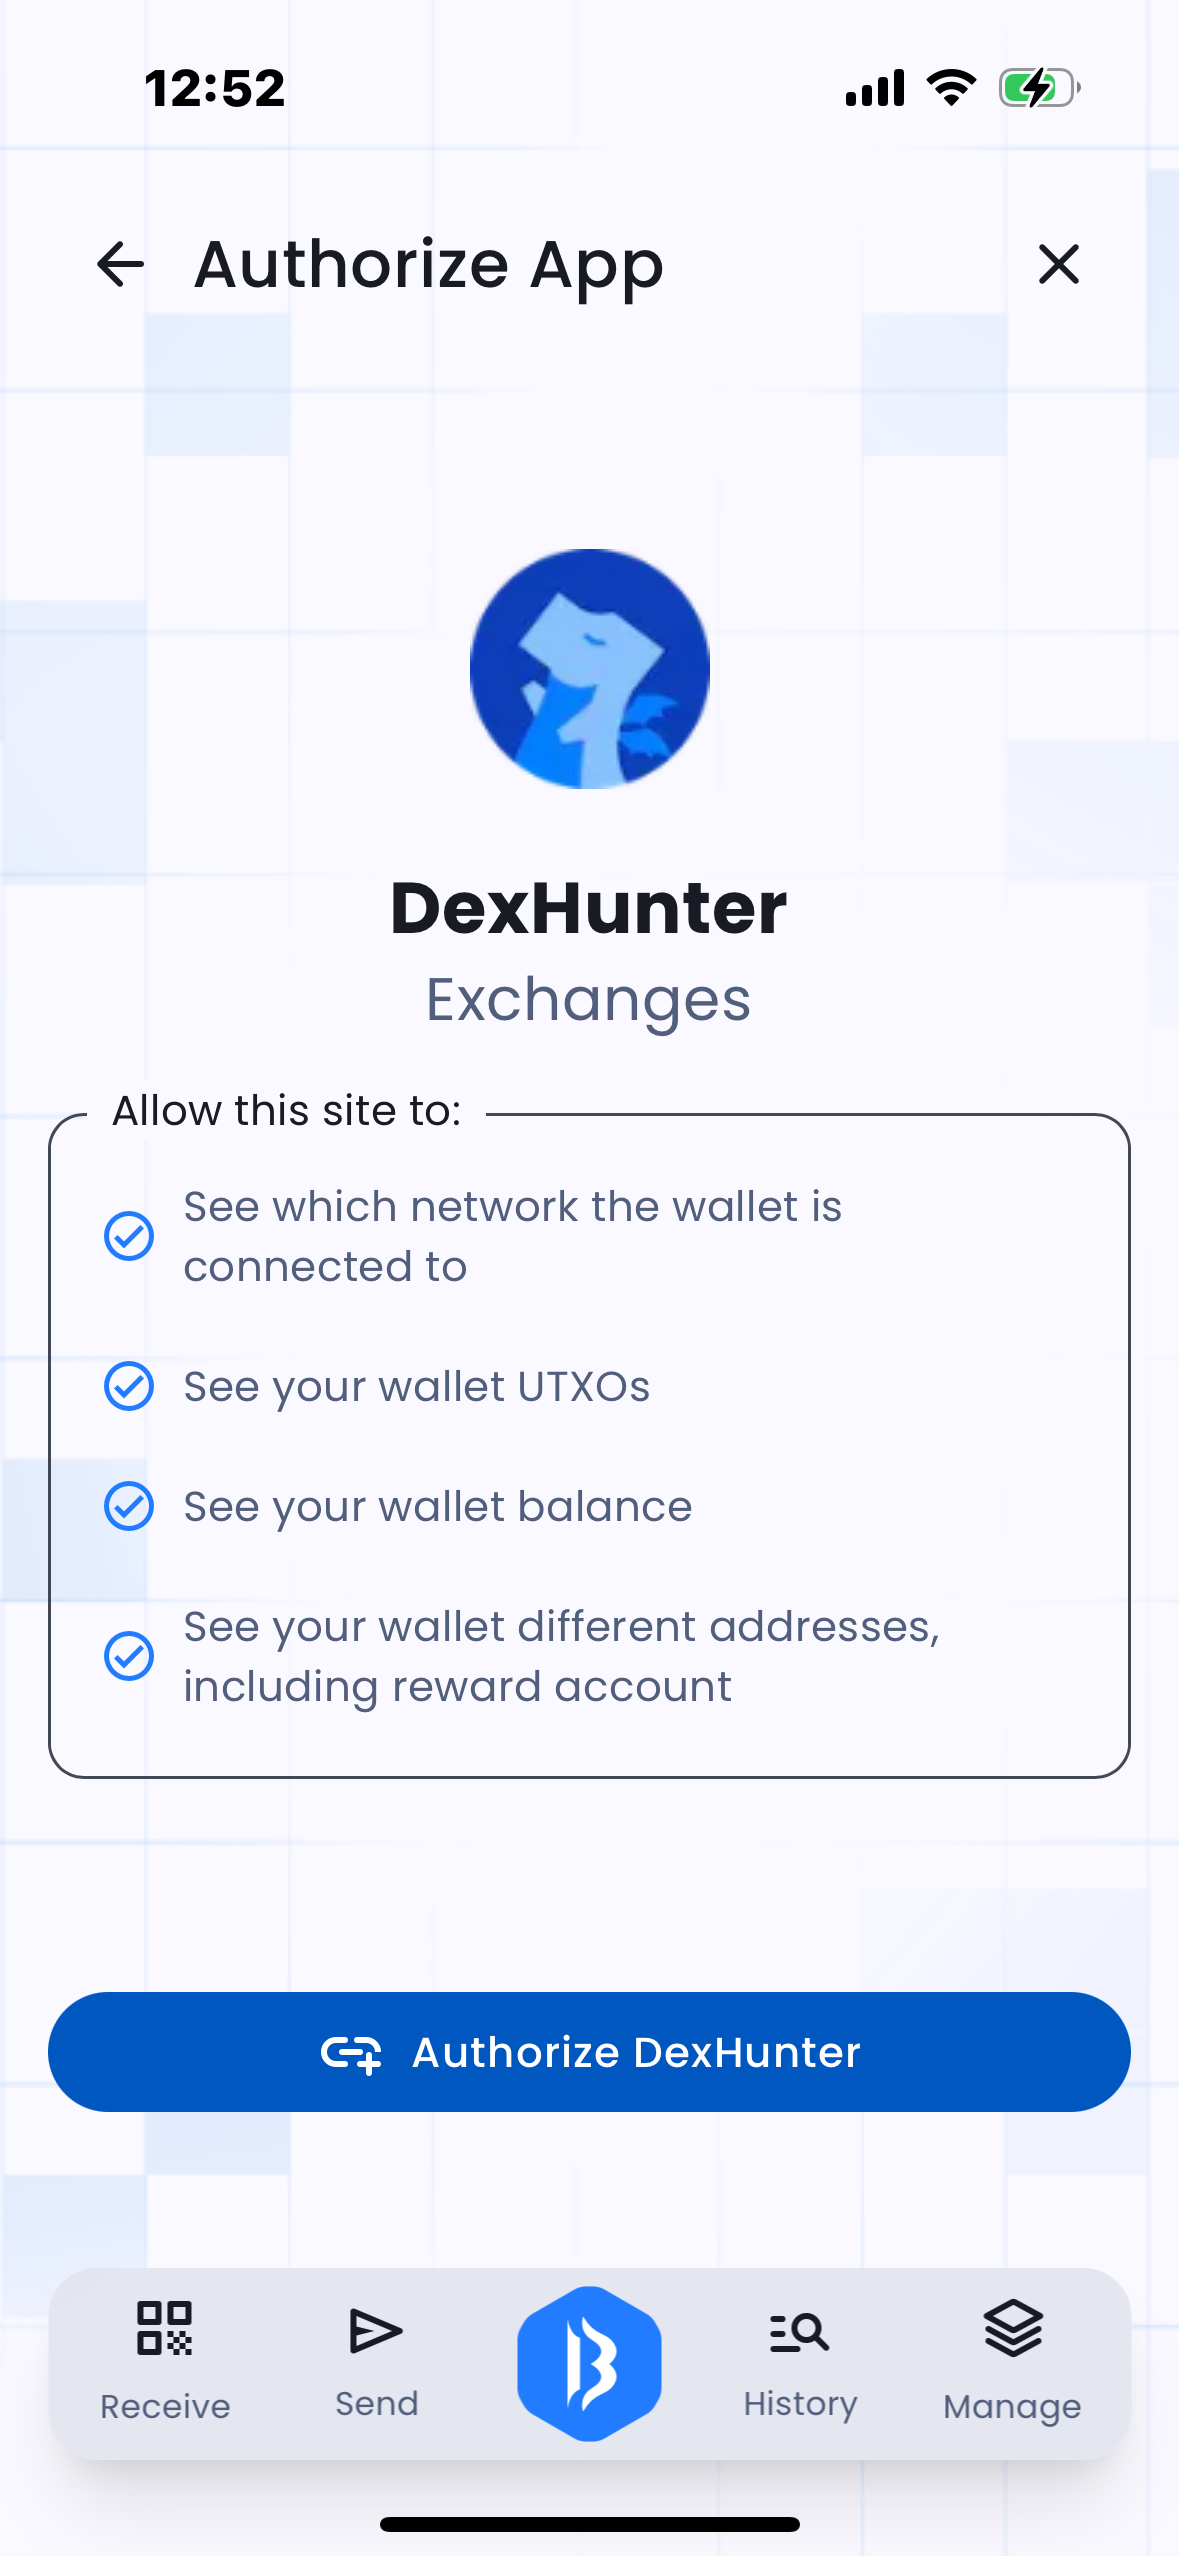 12:52
Authorize App
DexHunter
Exchanges
Allow this site to:
See which network the wallet is
connected to
See your wallet UTXOs
See your wallet balance
See your wallet different addresses,
including reward account
Authorize DexHunter
Receive
Send
History
Manage